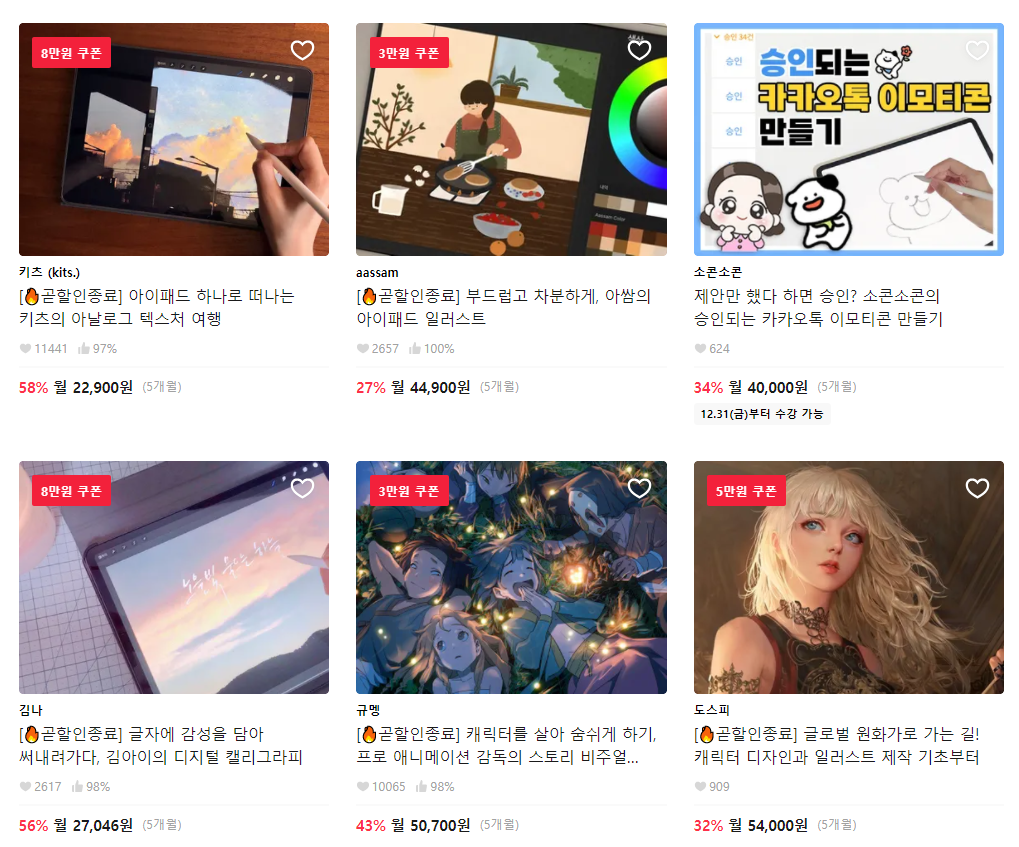 8만원 쿠폰
키츠 (kits.)
[🔥곧할인종료] 아이패드 하나로 떠나는
키츠의 아날로그 텍스처 여행
11441 97%
58% 월 22,900원 (5개월)
3만원 쿠폰
aassam
[🔥곧할인종료] 부드럽고 차분하게, 아쌈의
아이패드 일러스트
2657 100%
27% 월 44,900원 (5개월)
승인 34건
승인
승인
승인
승인되는
카카오톡 이모티콘
만들기
소콘소콘
제안만 했다 하면 승인? 소콘소콘의
승인되는 카카오톡 이모티콘 만들기
624
34% 월 40,000원 (5개월)
12.31(금)부터 수강 가능
8만원 쿠폰
노을빛 물드는 하늘
김나
[🔥곧할인종료] 글자에 감성을 담아
써내려가다, 김아이의 디지털 캘리그라피
2617 98%
56% 월 27,046원 (5개월)
3만원 쿠폰
규멩
[🔥곧할인종료] 캐릭터를 살아 숨쉬게 하기,
프로 애니메이션 감독의 스토리 비주얼...
10065 98%
43% 월 50,700원 (5개월)
5만원 쿠폰
도스피
[🔥곧할인종료] 글로벌 원화가로 가는 길!
캐릭터 디자인과 일러스트 제작 기초부터
909
32% 월 54,000원 (5개월)